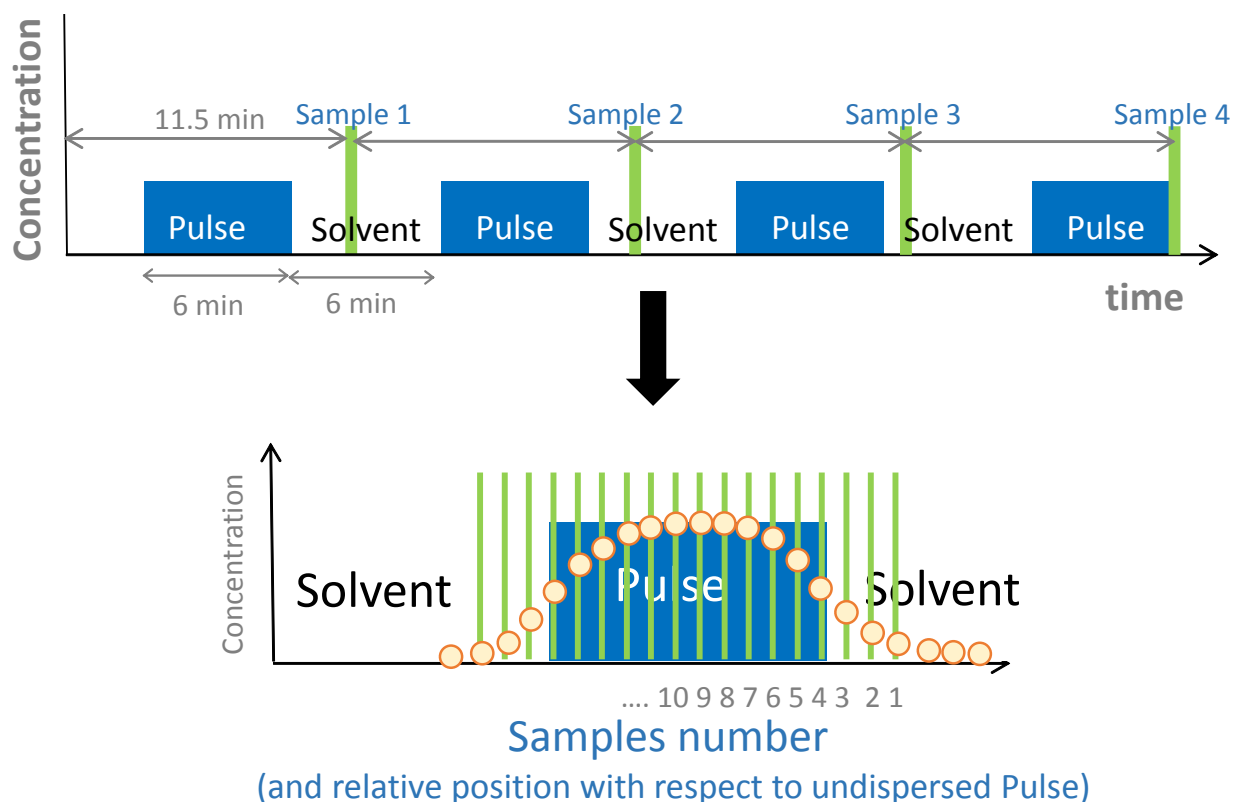 Concentration
11.5 min
Sample 1
Sample 2
Sample 3
Sample 4
Pulse
Solvent
Pulse
Solvent
Pulse
Solvent
Pulse
6 min
6 min
time
Concentration
Solvent
Pulse
Solvent
.... 10 9 8 7 6 5 4 3 2 1
Samples number
(and relative position with respect to undispersed Pulse)